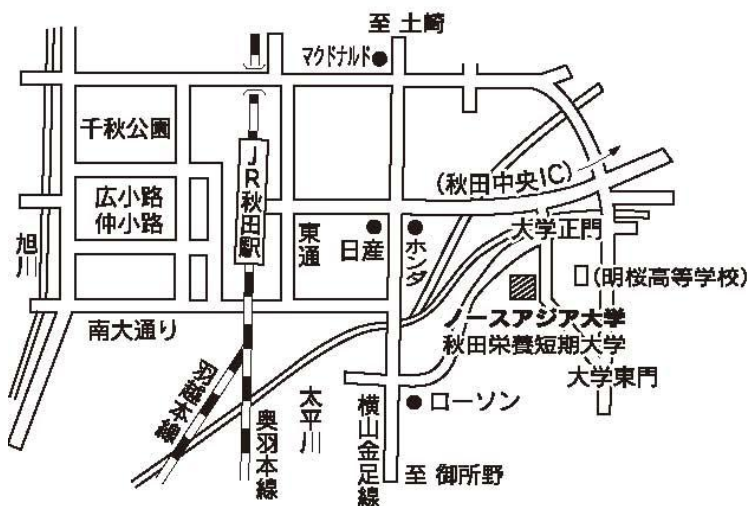 至 土崎
マクドナルド
千秋公園
JR秋田駅
(秋田中央IC)
広小路
仲小路
旭川
東通
日産
ホンダ
大学正門
(明桜高等学校)
南大通り
ノースアジア大学
秋田栄養短期大学
大学東門
羽越本線
奥羽本線
太平川
横山金足線
ローソン
至 御所野